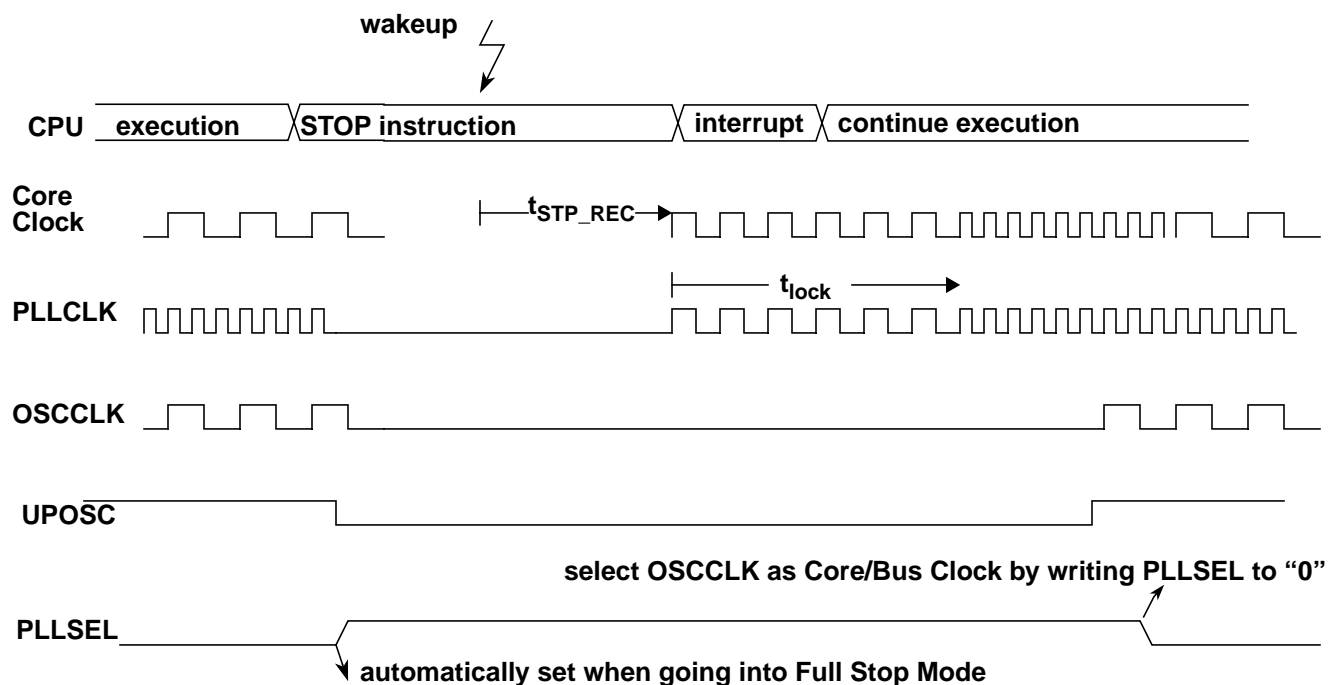 wakeup
CPU execution STOP instruction interrupt continue execution
Core
Clock
tSTP_REC
tlock
PLLCLK
OSCCLK
UPOSC
select OSCCLK as Core/Bus Clock by writing PLLSEL to “0”
PLLSEL
automatically set when going into Full Stop Mode